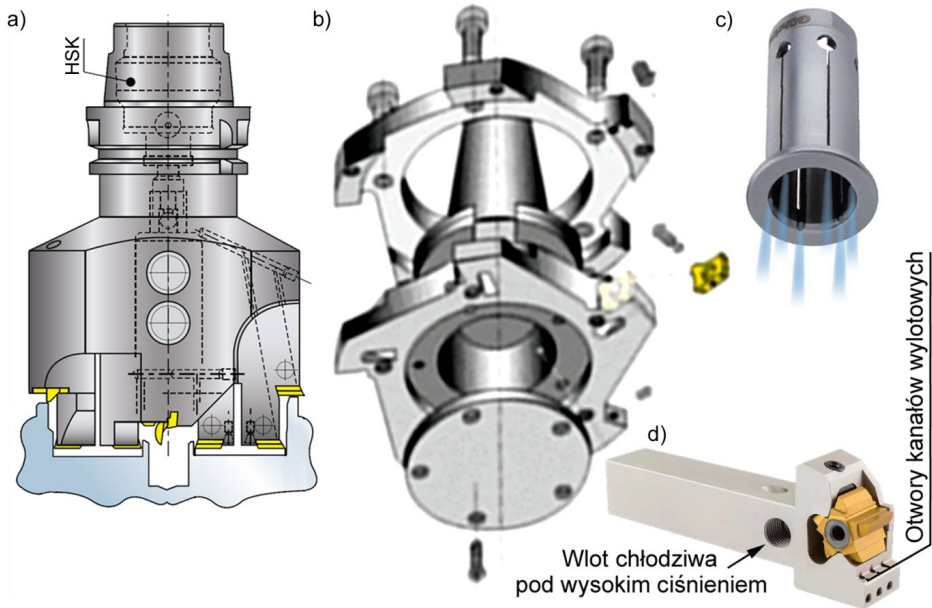 a)
HSK
b)
c)
d)
Wlot chłodziwa
pod wysokim ciśnieniem
Otwory kanałów wylotowych